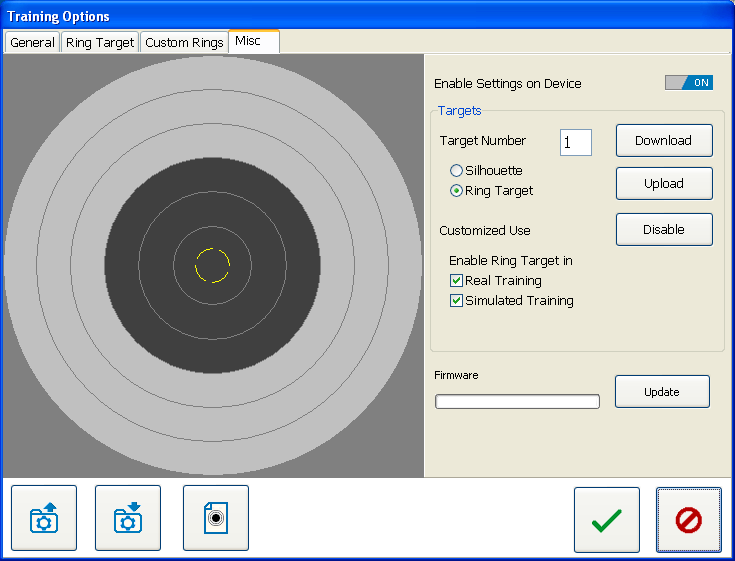 Training Options
General Ring Target Custom Rings Misc
Enable Settings on Device ON
Targets
Target Number 1 Download
Silhouette
Ring Target Upload
Customized Use Disable
Enable Ring Target in
Real Training
Simulated Training
Firmware
Update